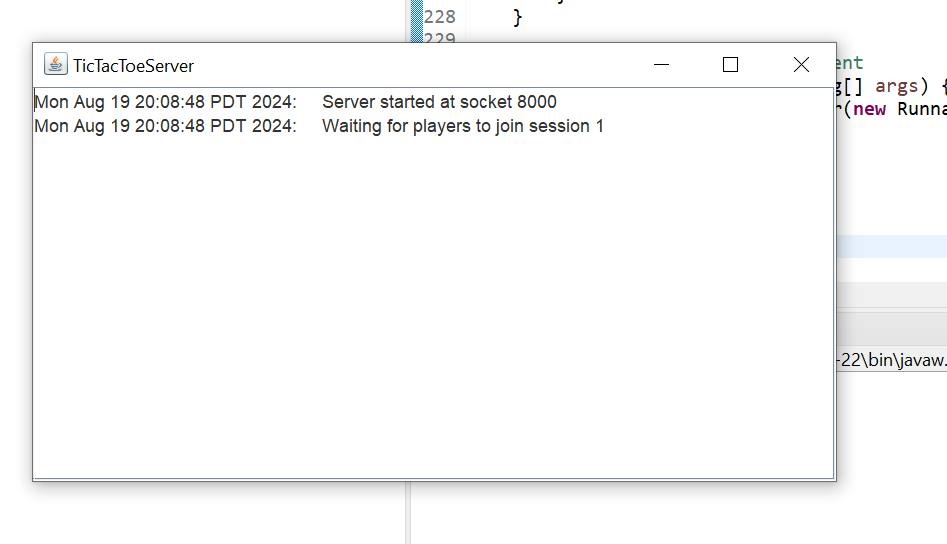 228 }
229
TicTacToeServer
ent
g[] args) {
(new Runna
Mon Aug 19 20:08:48 PDT 2024: Server started at socket 8000
Mon Aug 19 20:08:48 PDT 2024: Waiting for players to join session 1
-22\bin\javaw.